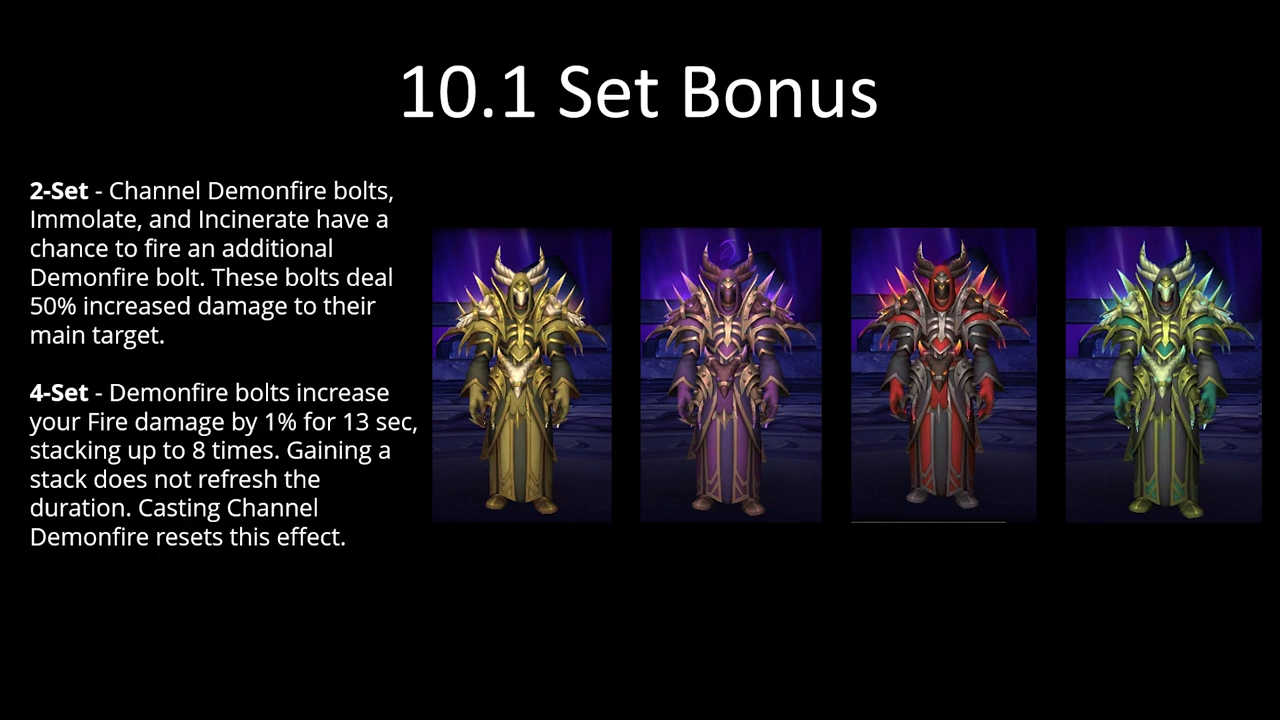 10.1 Set Bonus
2-Set - Channel Demonfire bolts,
Immolate, and Incinerate have a
chance to fire an additional
Demonfire bolt. These bolts deal
50% increased damage to their
main target.
4-Set - Demonfire bolts increase
your Fire damage by 1% for 13 sec,
stacking up to 8 times. Gaining a
stack does not refresh the
duration. Casting Channel
Demonfire resets this effect.